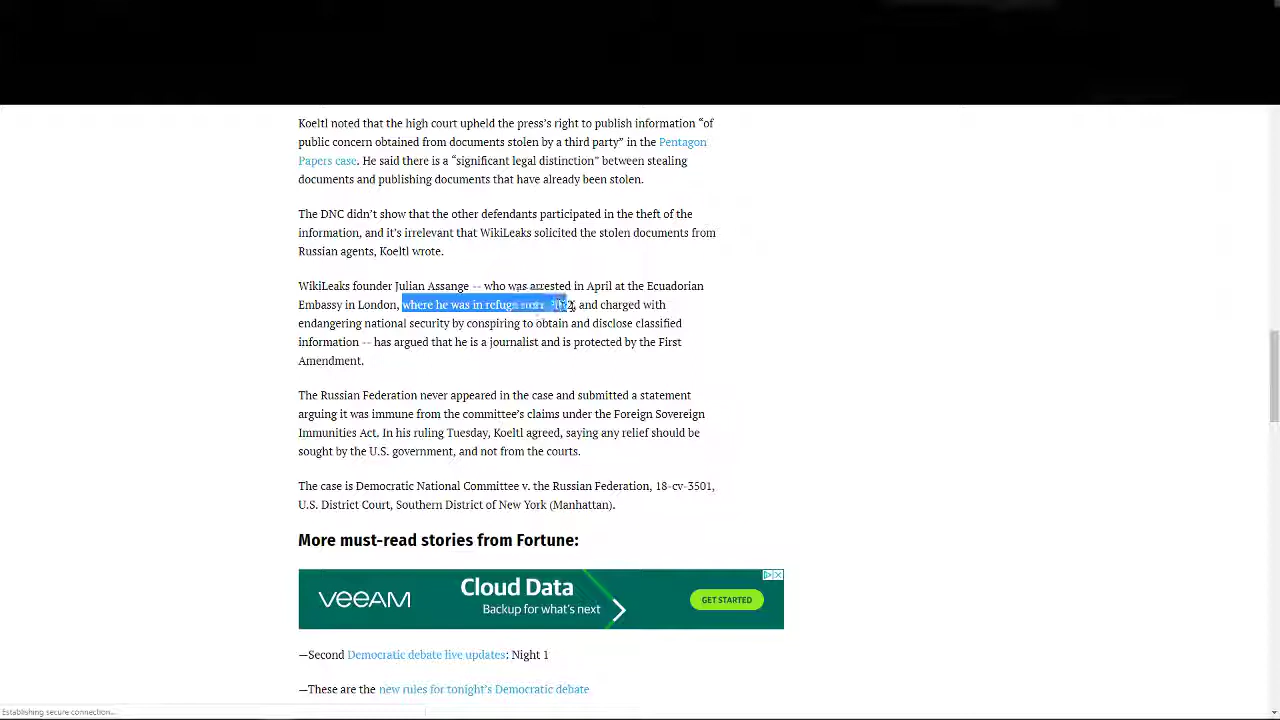 Koeltl noted that the high court upheld the press’s right to publish information “of
public concern obtained from documents stolen by a third party” in the Pentagon
Papers case. He said there is a “significant legal distinction” between stealing
documents and publishing documents that have already been stolen.
The DNC didn’t show that the other defendants participated in the theft of the
information, and it’s irrelevant that WikiLeaks solicited the stolen documents from
Russian agents, Koeltl wrote.
WikiLeaks founder Julian Assange -- who was arrested in April at the Ecuadorian
Embassy in London, where he was in refuge and charged with
endangering national security by conspiring to obtain and disclose classified
information -- has argued that he is a journalist and is protected by the First
Amendment.
The Russian Federation never appeared in the case and submitted a statement
arguing it was immune from the committee’s claims under the Foreign Sovereign
Immunities Act. In his ruling Tuesday, Koeltl agreed, saying any relief should be
sought by the U.S. government, and not from the courts.
The case is Democratic National Committee v. the Russian Federation, 18-cv-3501,
U.S. District Court, Southern District of New York (Manhattan).
More must-read stories from Fortune:
veeam
Cloud Data
Backup for what’s next
GET STARTED
—Second Democratic debate live updates: Night 1
—These are the new rules for tonight’s Democratic debate
Establishing secure connection...